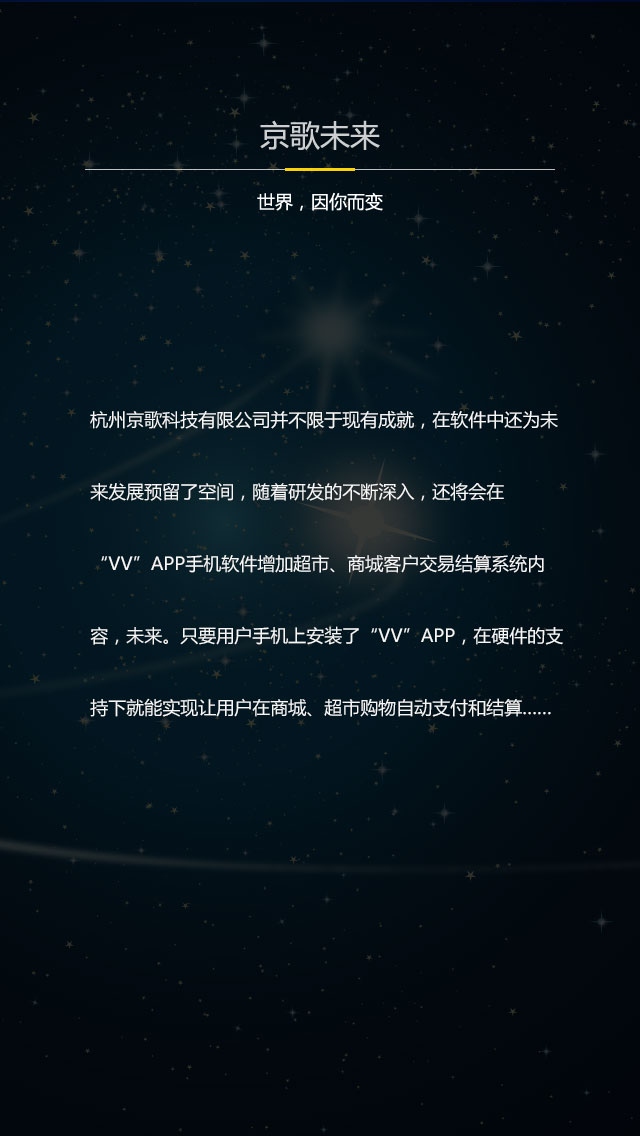 京歌未来
世界，因你而变
杭州京歌科技有限公司并不限于现有成就，在软件中还为未
来发展预留了空间，随着研发的不断深入，还将会在
“VV”APP手机软件增加超市、商城客户交易结算系统内
容，未来。只要用户手机上安装了“VV”APP，在硬件的支
持下就能实现让用户在商城、超市购物自动支付和结算......